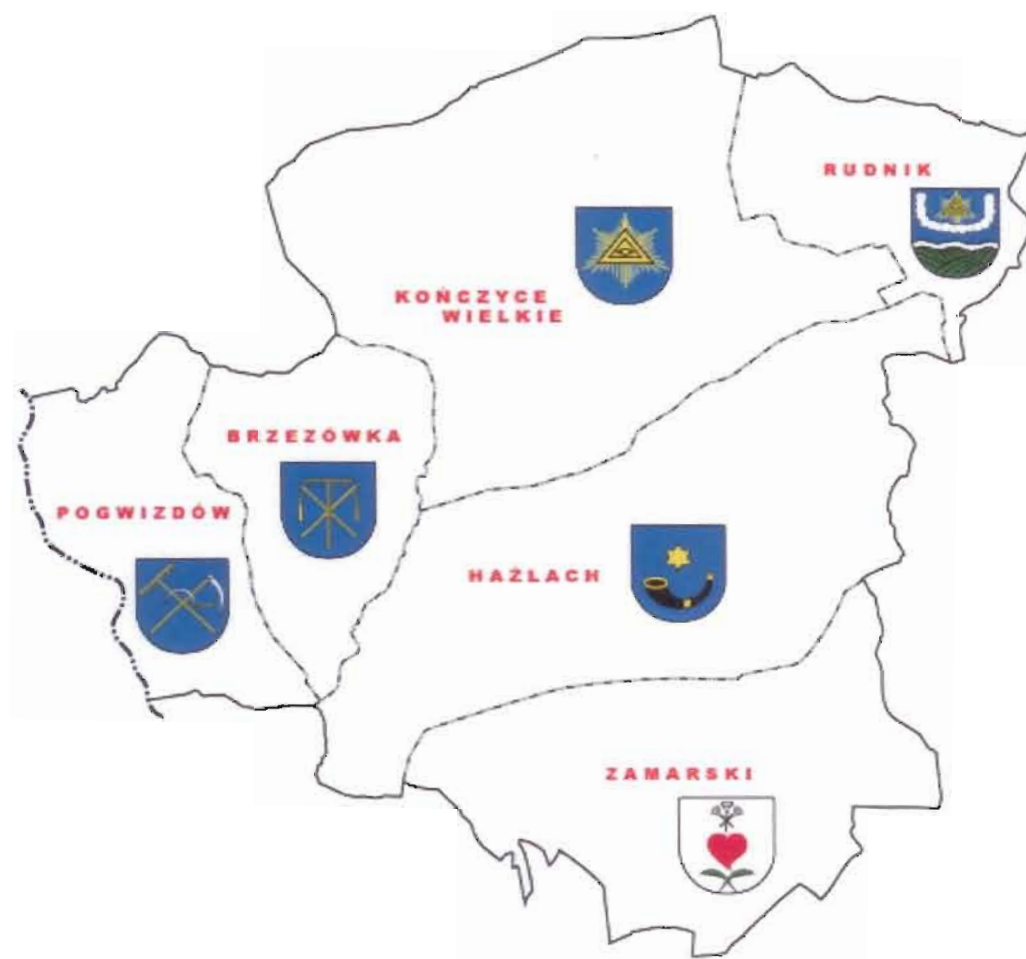 RUDNIK
KOŃCZYCE
WIELKIE
BRZEZÓWKA
POGWIZDÓW
HAŻLACH
ZAMARSKI